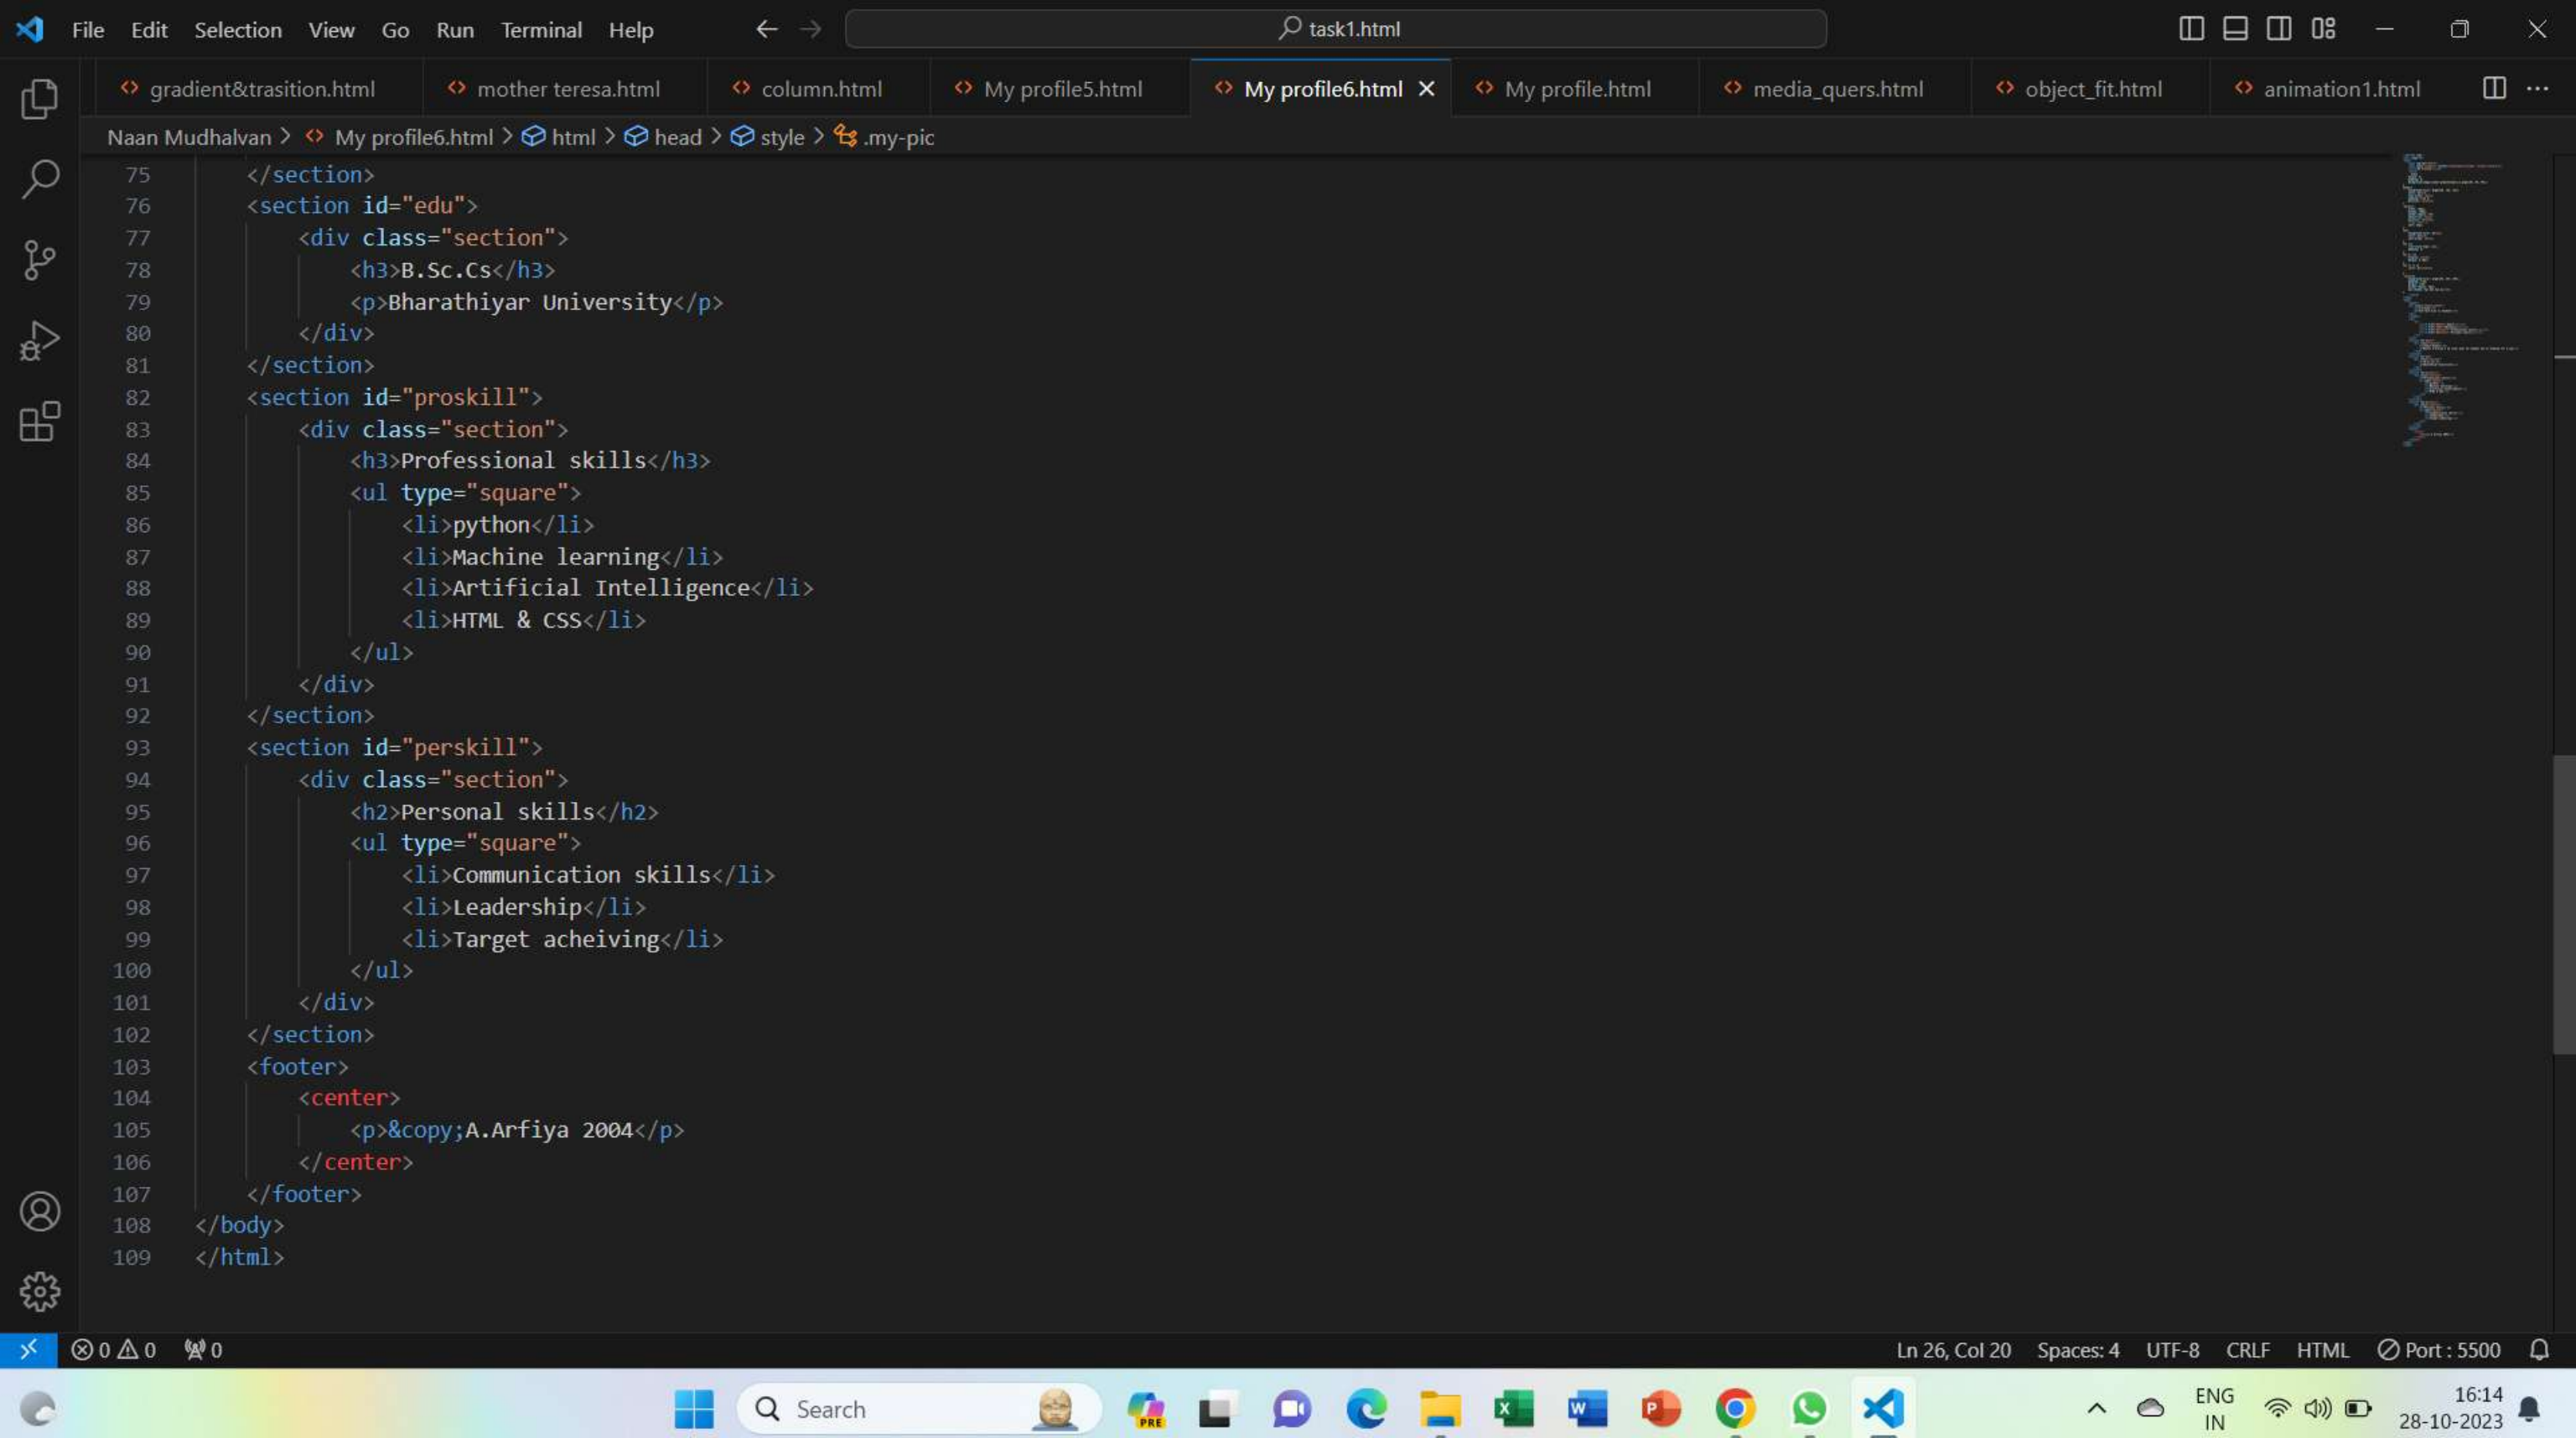 File Edit Selection View Go Run Terminal Help
task1.html
gradient&trasition.html mother teresa.html column.html My profile5.html My profile6.html My profile.html media_quers.html object_fit.html animation1.html
Naan Mudhalvan > My profile6.html > html > head > style > .my-pic
75 </section>
76 <section id="edu">
77 <div class="section">
78 <h3>B.Sc.Cs</h3>
79 <p>Bharathiyar University</p>
80 </div>
81 </section>
82 <section id="proskill">
83 <div class="section">
84 <h3>Professional skills</h3>
85 <ul type="square">
86 <li>python</li>
87 <li>Machine learning</li>
88 <li>Artificial Intelligence</li>
89 <li>HTML & CSS</li>
90 </ul>
91 </div>
92 </section>
93 <section id="perskill">
94 <div class="section">
95 <h2>Personal skills</h2>
96 <ul type="square">
97 <li>Communication skills</li>
98 <li>Leadership</li>
99 <li>Target acheiving</li>
100 </ul>
101 </div>
102 </section>
103 <footer>
104 <center>
105 <p>&copy;A.Arfiya 2004</p>
106 </center>
107 </footer>
108 </body>
109 </html>
0 0 0 Ln 26, Col 20 Spaces: 4 UTF-8 CRLF HTML Port : 5500
Search PRE ENG IN 16:14
28-10-2023